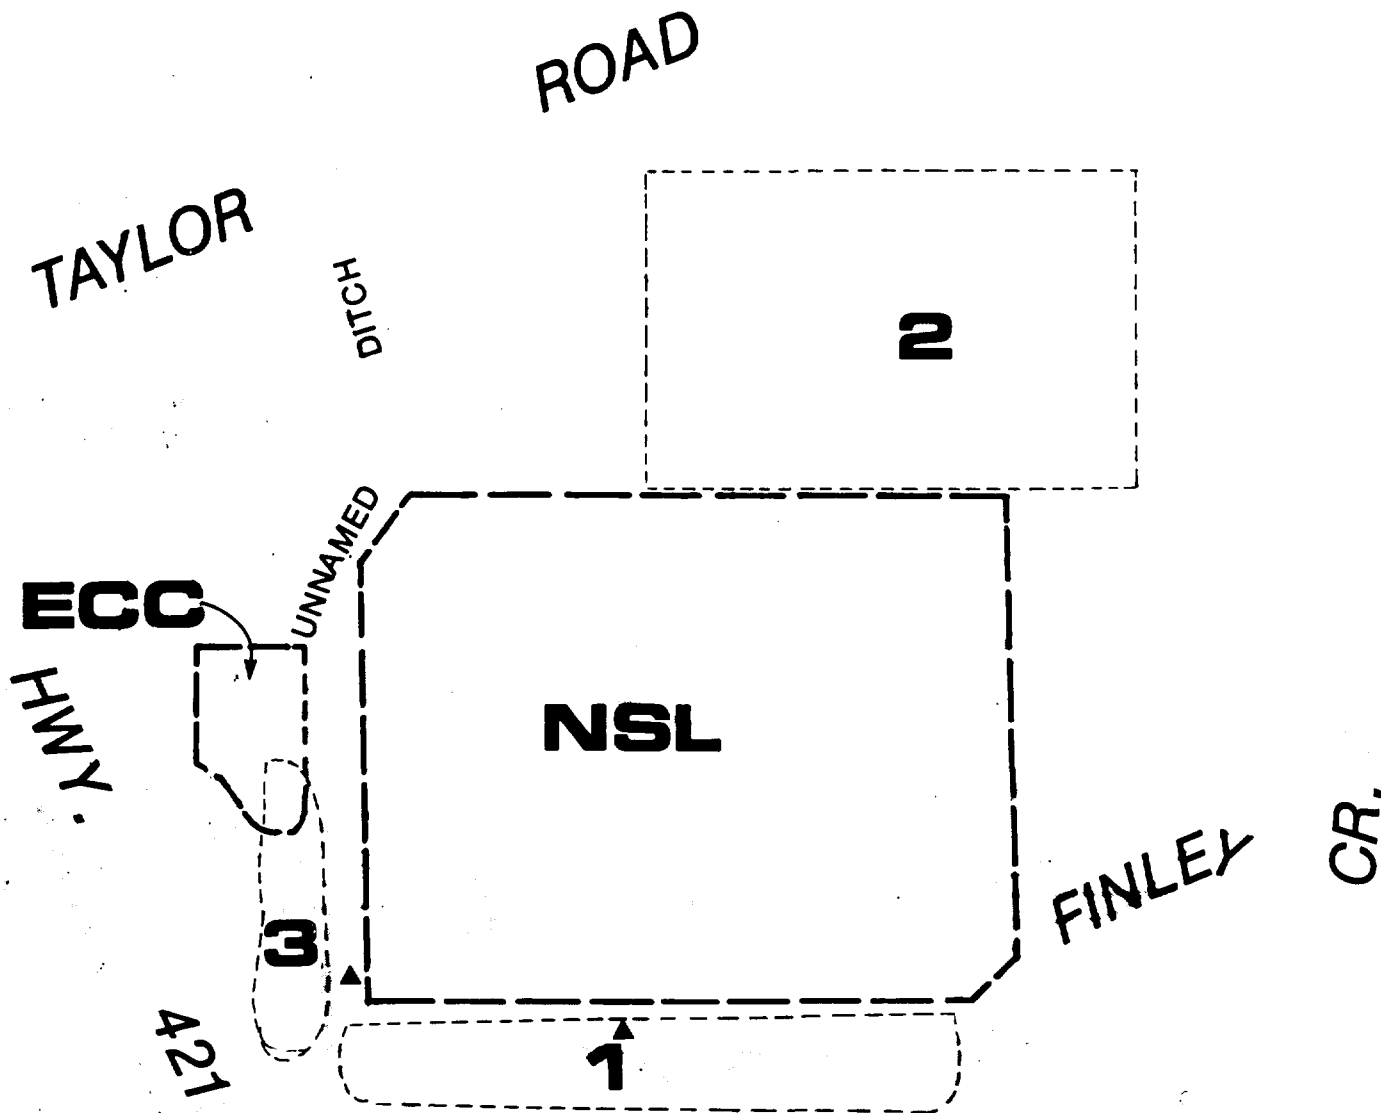 ROAD
TAYLOR
DITCH
2
UNNAMED
ECC
HWY.
NSL
CR.
FINLEY
3
421
1